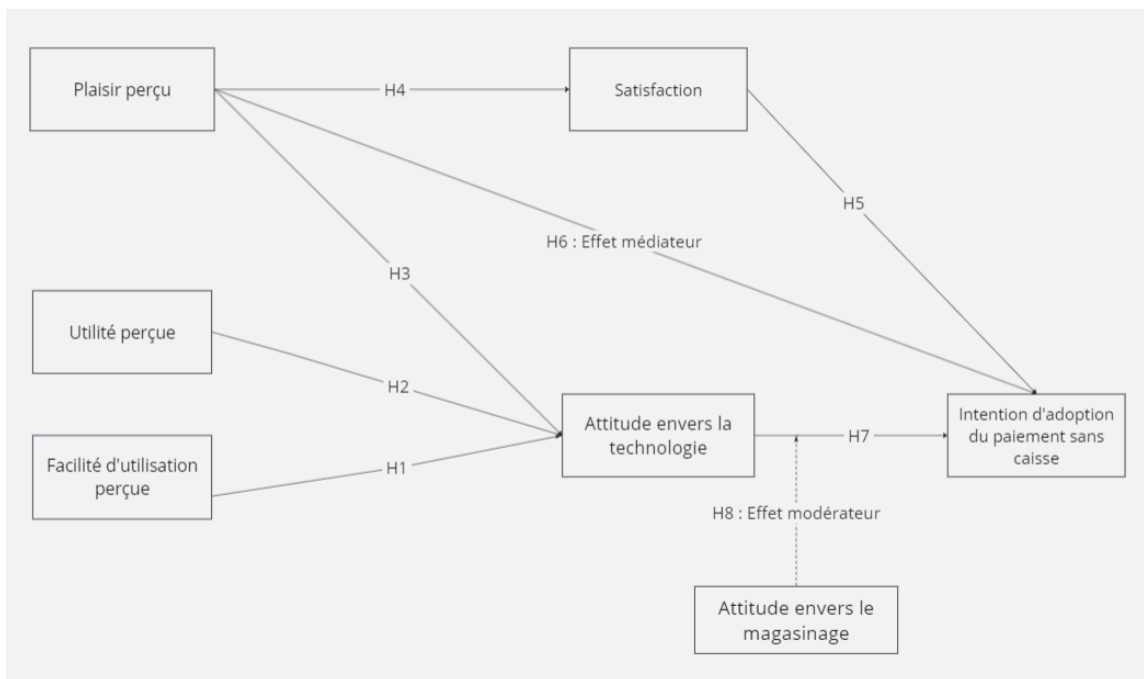 Plaisir perçu
H4
Satisfaction
H5
H6 : Effet médiateur
H3
Utilité perçue
H2
Attitude envers la
technologie
H7
Intention d'adoption
du paiement sans
caisse
Facilité d'utilisation
perçue
H1
H8 : Effet modérateur
Attitude envers le
magasinage